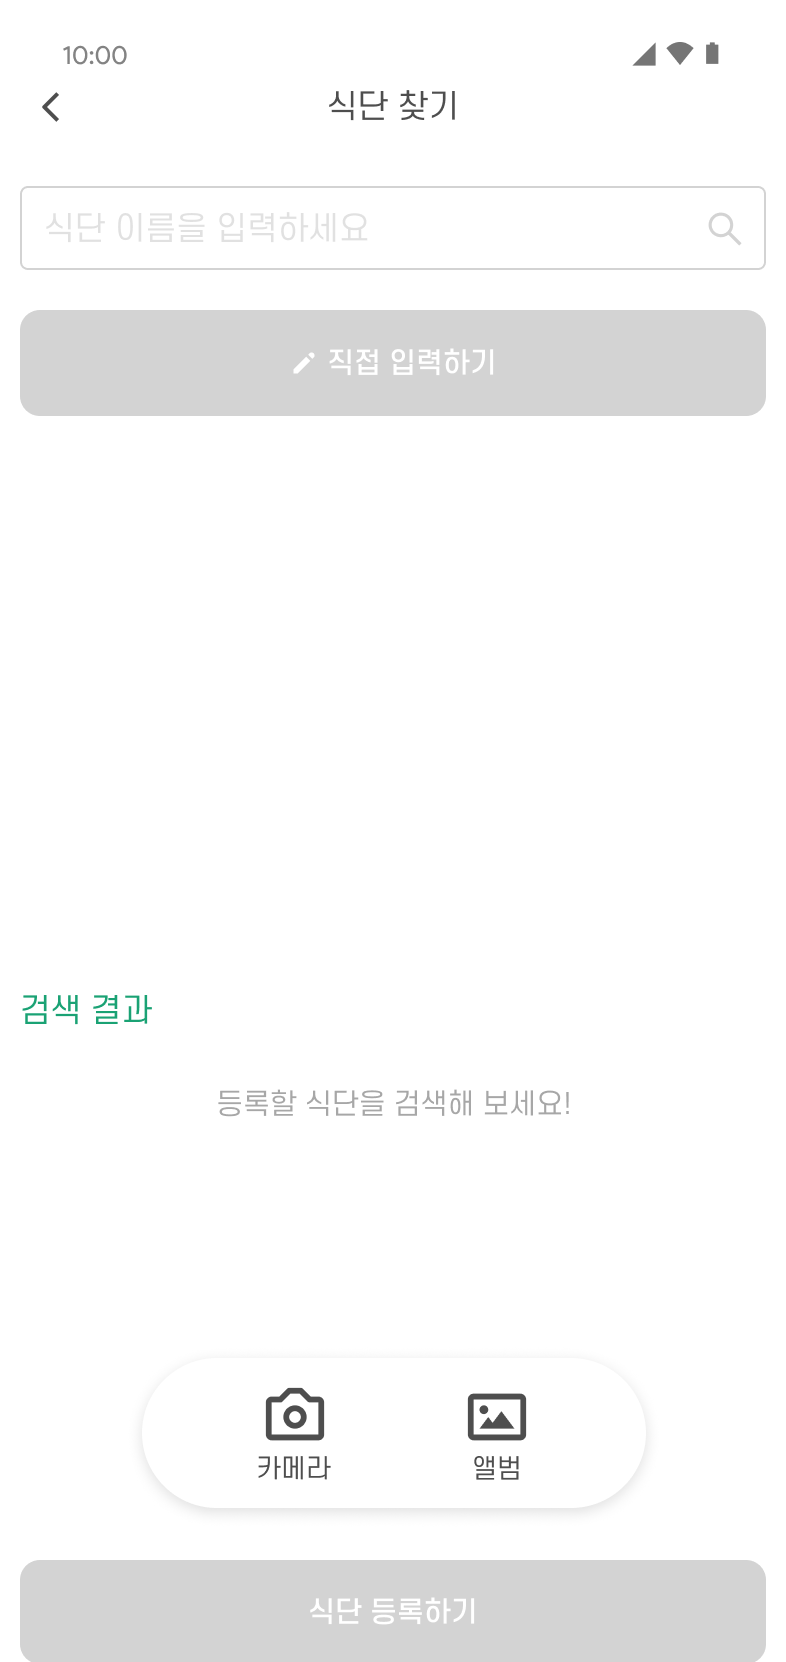 10:00
식단 찾기
식단 이름을 입력하세요
직접 입력하기
검색 결과
등록할 식단을 검색해 보세요!
카메라 앨범
식단 등록하기